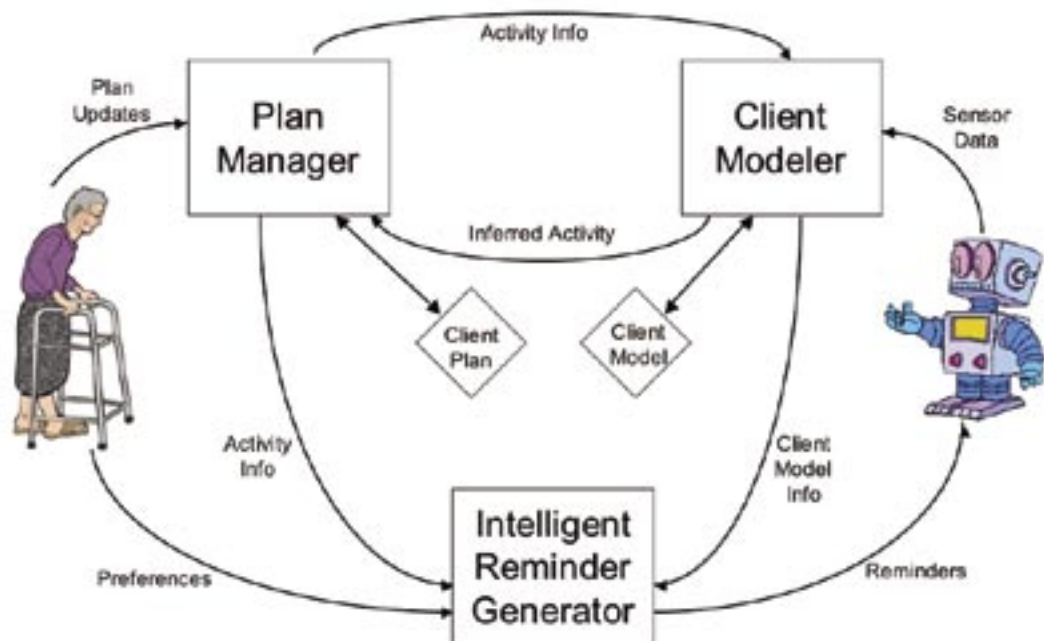 Activity Info
Plan
Updates
Plan
Manager
Client
Modeler
Sensor
Data
Inferred Activity
Client
Plan
Client
Model
Activity
Info
Client
Model
Info
Intelligent
Reminder
Generator
Preferences
Reminders